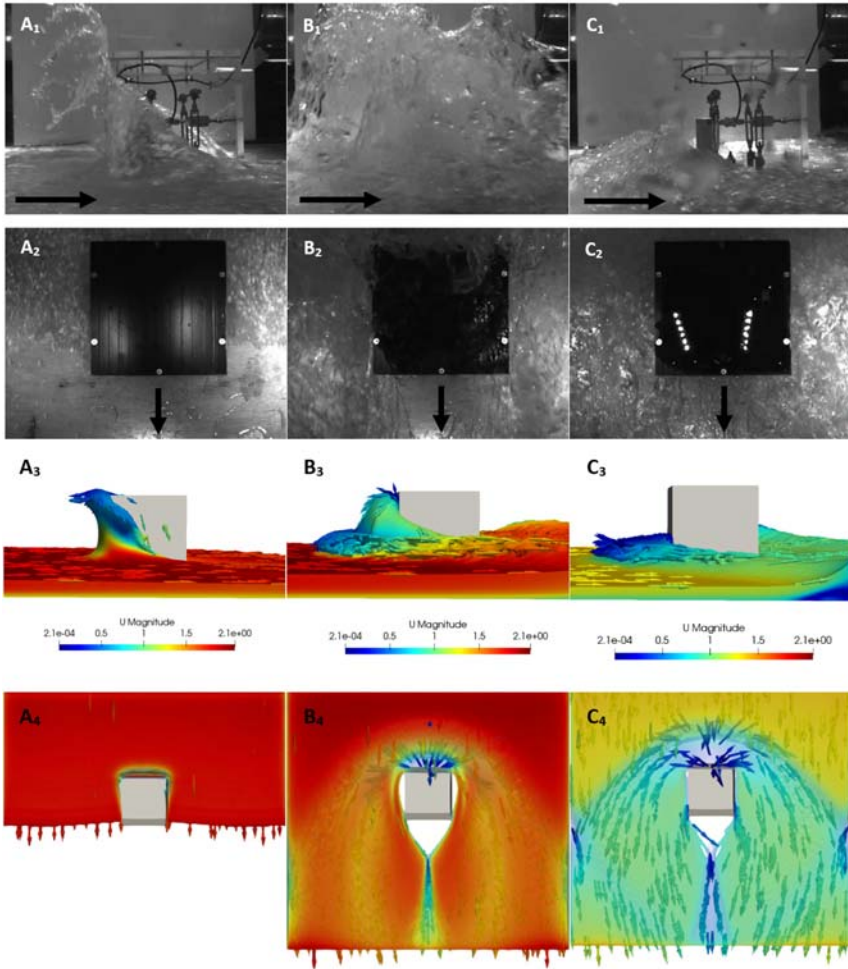 A1 B1 C1
A2 B2 C2
A3 B3 C3
U Magnitude U Magnitude U Magnitude
2.1e-04 0.5 1 1.5 2.1e+00 2.1e-04 0.5 1 1.5 2.1e+00 2.1e-04 0.5 1 1.5 2.1e+00
A4 B4 C4